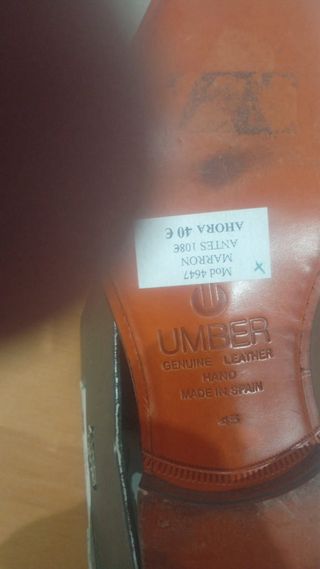 Mod 4647
MARRON
ANTES 108€
AHORA 40 €
UMBER
GENUINE LEATHER
HAND
MADE IN SPAIN